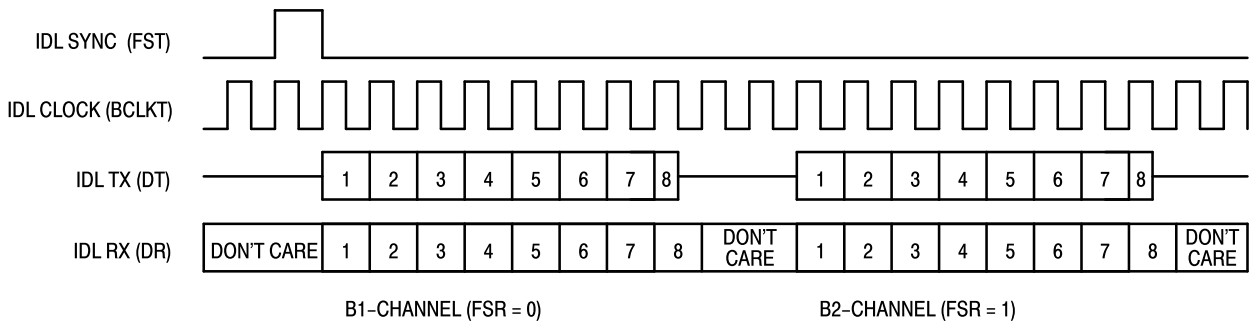 IDL SYNC (FST)
IDL CLOCK (BCLKT)
IDL TX (DT) 1 2 3 4 5 6 7 8 1 2 3 4 5 6 7 8
IDL RX (DR) DON'T CARE 1 2 3 4 5 6 7 8 DON'T CARE 1 2 3 4 5 6 7 8 DON'T CARE
B1–CHANNEL (FSR = 0) B2–CHANNEL (FSR = 1)